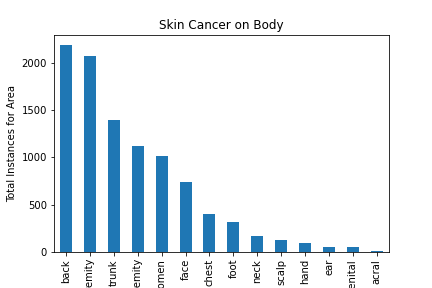 Skin Cancer on Body
Total Instances for Area
2000
1500
1000
500
0
back
emity
trunk
emity
omen
face
chest
foot
neck
scalp
hand
ear
enital
acral